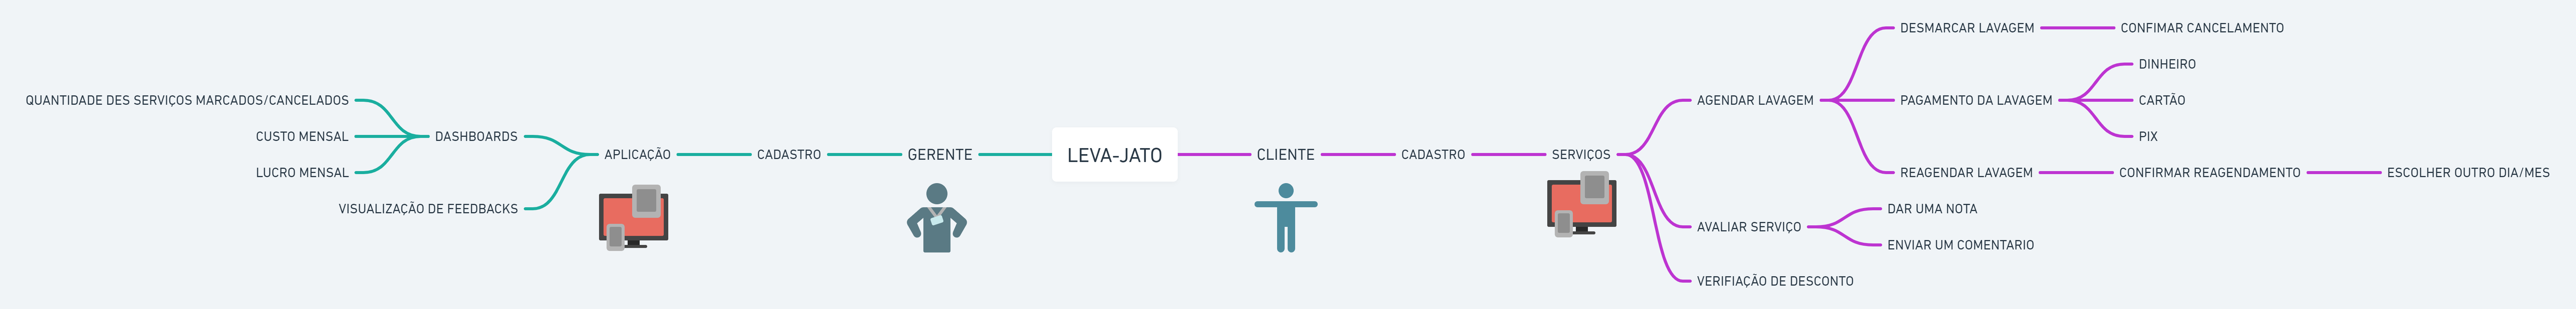 LEVA-JATO
GERENTE
CADASTRO
APLICAÇÃO
DASHBOARDS
QUANTIDADE DES SERVIÇOS MARCADOS/CANCELADOS
CUSTO MENSAL
LUCRO MENSAL
VISUALIZAÇÃO DE FEEDBACKS
CLIENTE
CADASTRO
SERVIÇOS
AGENDAR LAVAGEM
DESMARCAR LAVAGEM
CONFIMAR CANCELAMENTO
PAGAMENTO DA LAVAGEM
DINHEIRO
CARTÃO
PIX
REAGENDAR LAVAGEM
CONFIRMAR REAGENDAMENTO
ESCOLHER OUTRO DIA/MES
AVALIAR SERVIÇO
DAR UMA NOTA
ENVIAR UM COMENTARIO
VERIFIAÇÃO DE DESCONTO